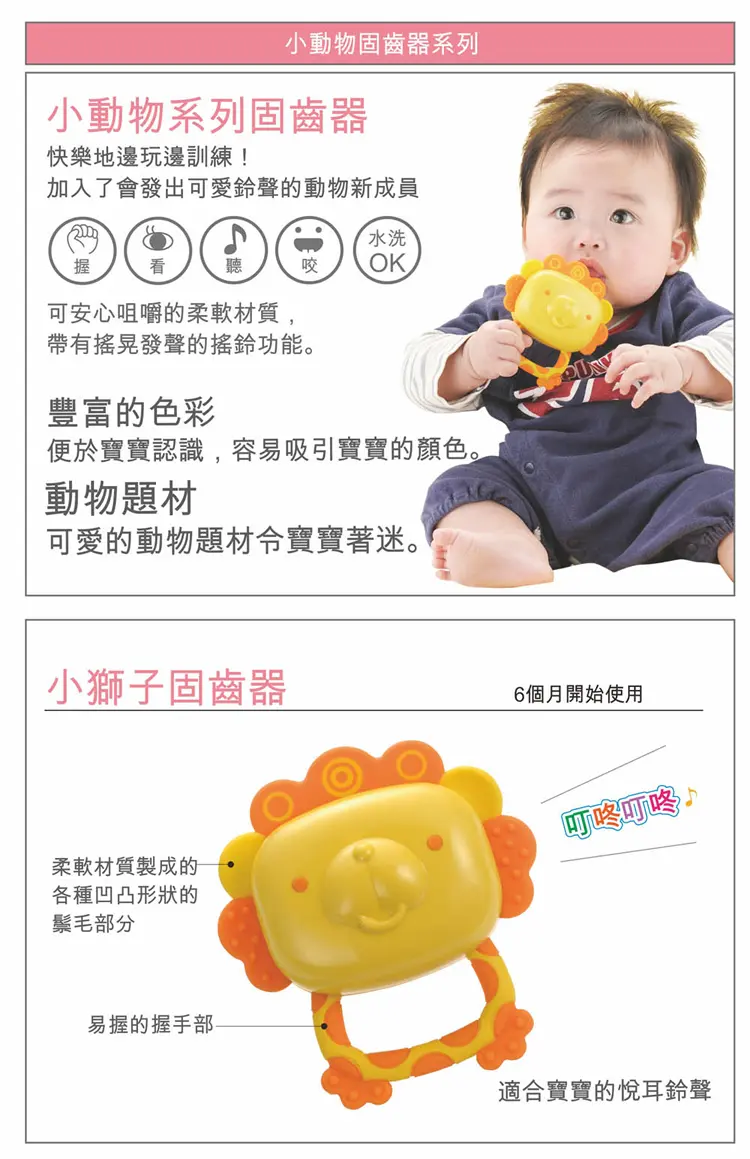 小動物固齒器系列
小動物系列固齒器
快樂地邊玩邊訓練！
加入了會發出可愛鈴聲的動物新成員
握
看
聽
咬
水洗
OK
可安心咀嚼的柔軟材質，
帶有搖晃發聲的搖鈴功能。
豐富的色彩
便於寶寶認識，容易吸引寶寶的顏色。
動物題材
可愛的動物題材令寶寶著迷。
小獅子固齒器
6個月開始使用
叮咚叮咚
柔軟材質製成的
各種凹凸形狀的
鬃毛部分
易握的握手部
適合寶寶的悅耳鈴聲